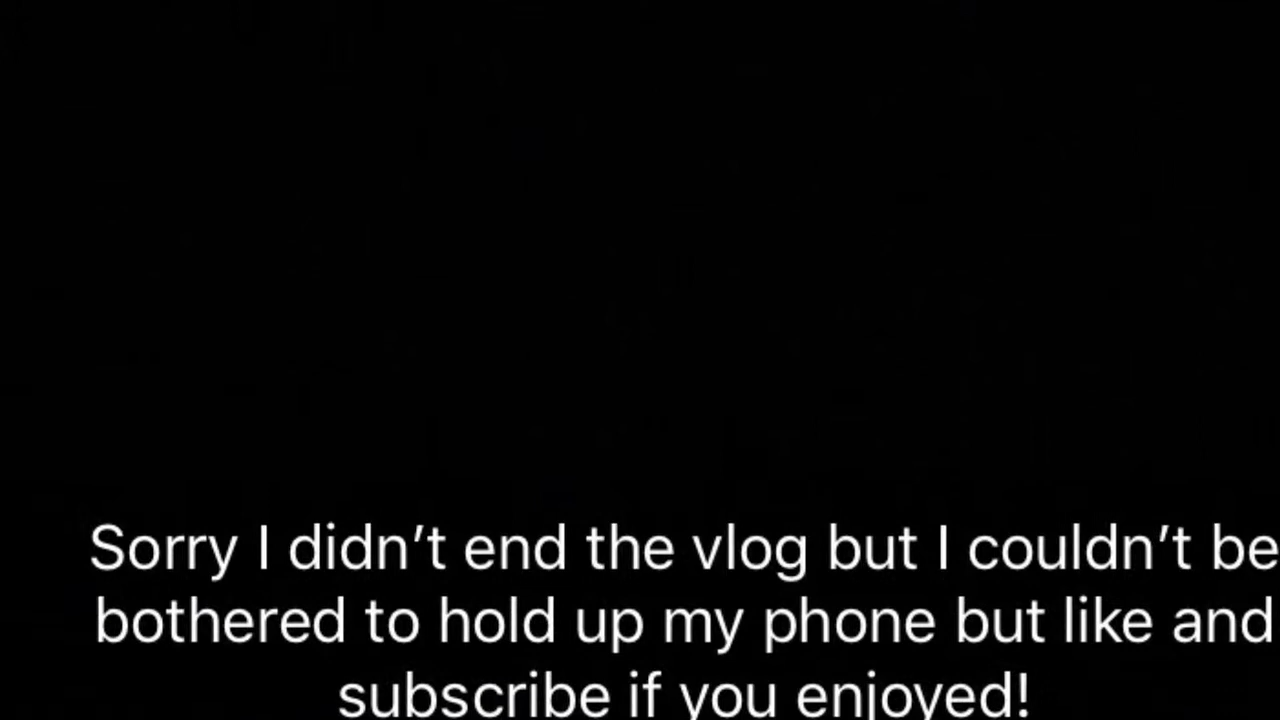 Sorry I didn’t end the vlog but I couldn’t be
bothered to hold up my phone but like and
subscribe if you enjoyed!